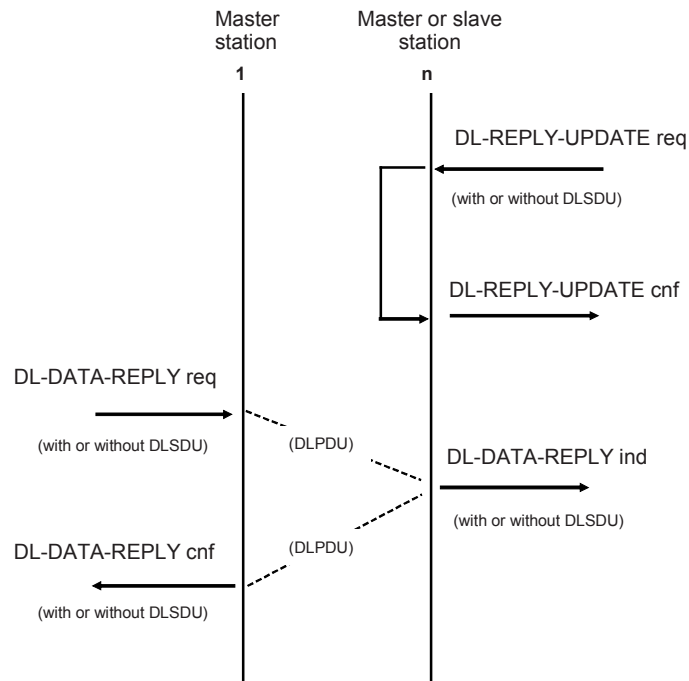 Master
station
Master or slave
station
1
n
DL-REPLY-UPDATE req
(with or without DLSDU)
DL-REPLY-UPDATE cnf
DL-DATA-REPLY req
(with or without DLSDU)
(DLPDU)
DL-DATA-REPLY ind
(with or without DLSDU)
(DLPDU)
DL-DATA-REPLY cnf
(with or without DLSDU)